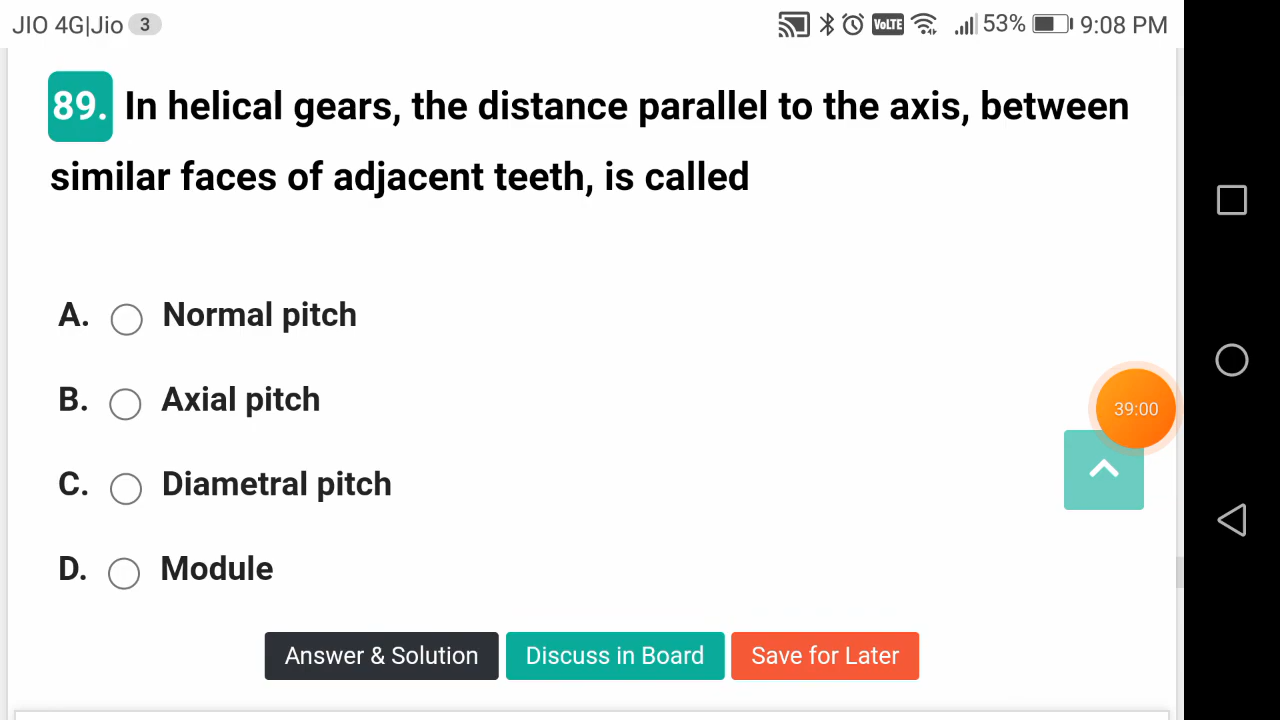 JIO 4G|Jio 3 VoLTE 53% 9:08 PM
89. In helical gears, the distance parallel to the axis, between
similar faces of adjacent teeth, is called
A. Normal pitch
B. Axial pitch
39:00
C. Diametral pitch
D. Module
Answer & Solution Discuss in Board Save for Later